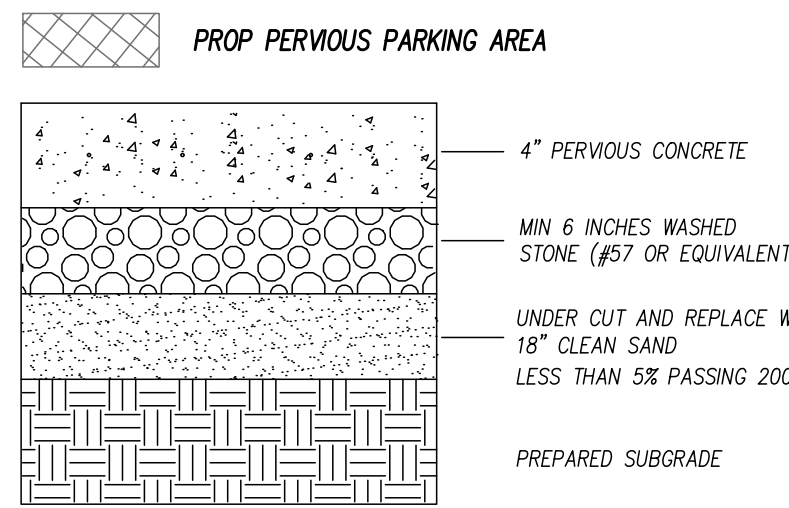 PROP PERVIOUS PARKING AREA
4" PERVIOUS CONCRETE
MIN 6 INCHES WASHED
STONE (#57 OR EQUIVALENT
UNDER CUT AND REPLACE
18" CLEAN SAND
LESS THAN 5% PASSING 200
PREPARED SUBGRADE